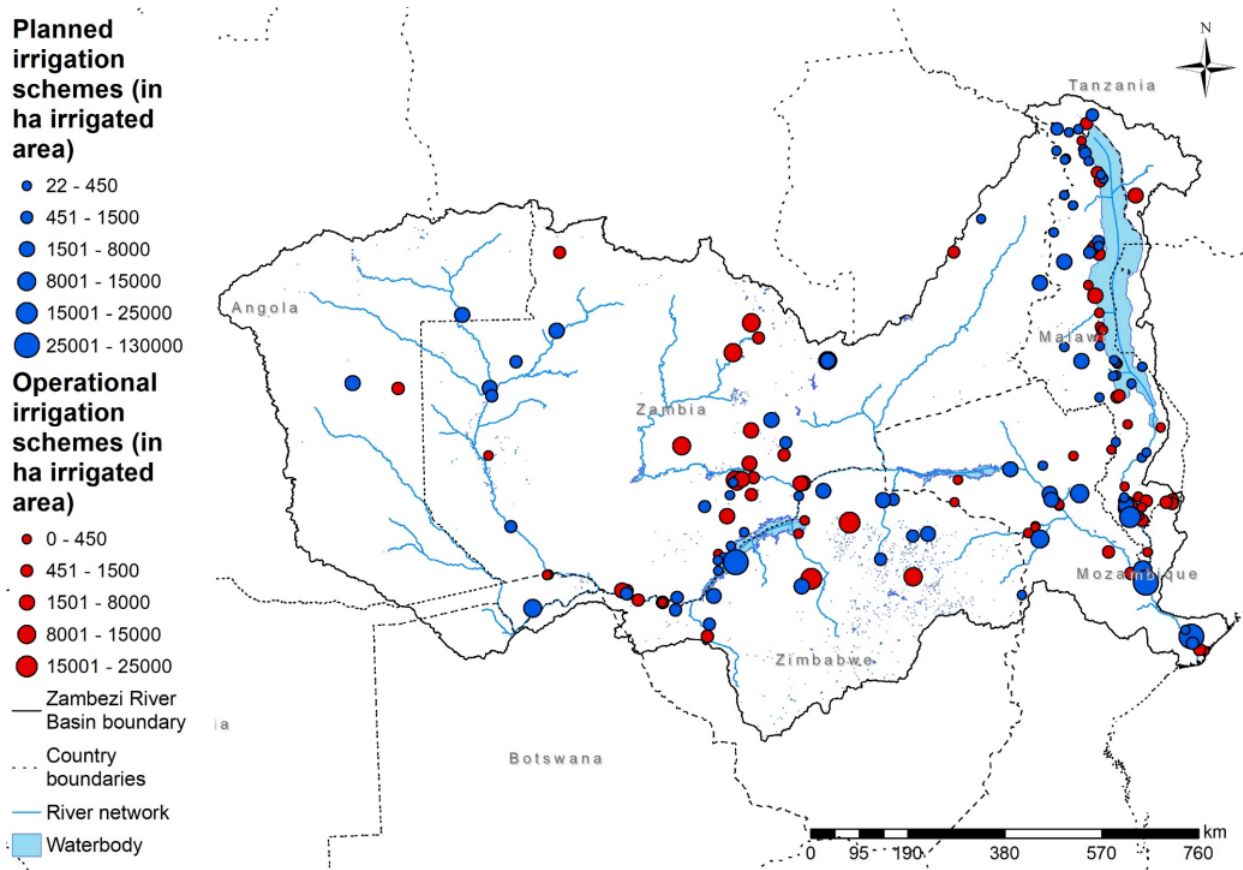 Planned
irrigation
schemes (in
ha irrigated
area)
22 - 450
451 - 1500
1501 - 8000
8001 - 15000
15001 - 25000
25001 - 130000
Operational
irrigation
schemes (in
ha irrigated
area)
0 - 450
451 - 1500
1501 - 8000
8001 - 15000
15001 - 25000
Zambezi River
Basin boundary
Country
boundaries
River network
Waterbody
N
Tanzania
Angola
Malawi
Zambia
Mozambique
Zimbabwe
ia
Botswana
km
0 95 190 380 570 760